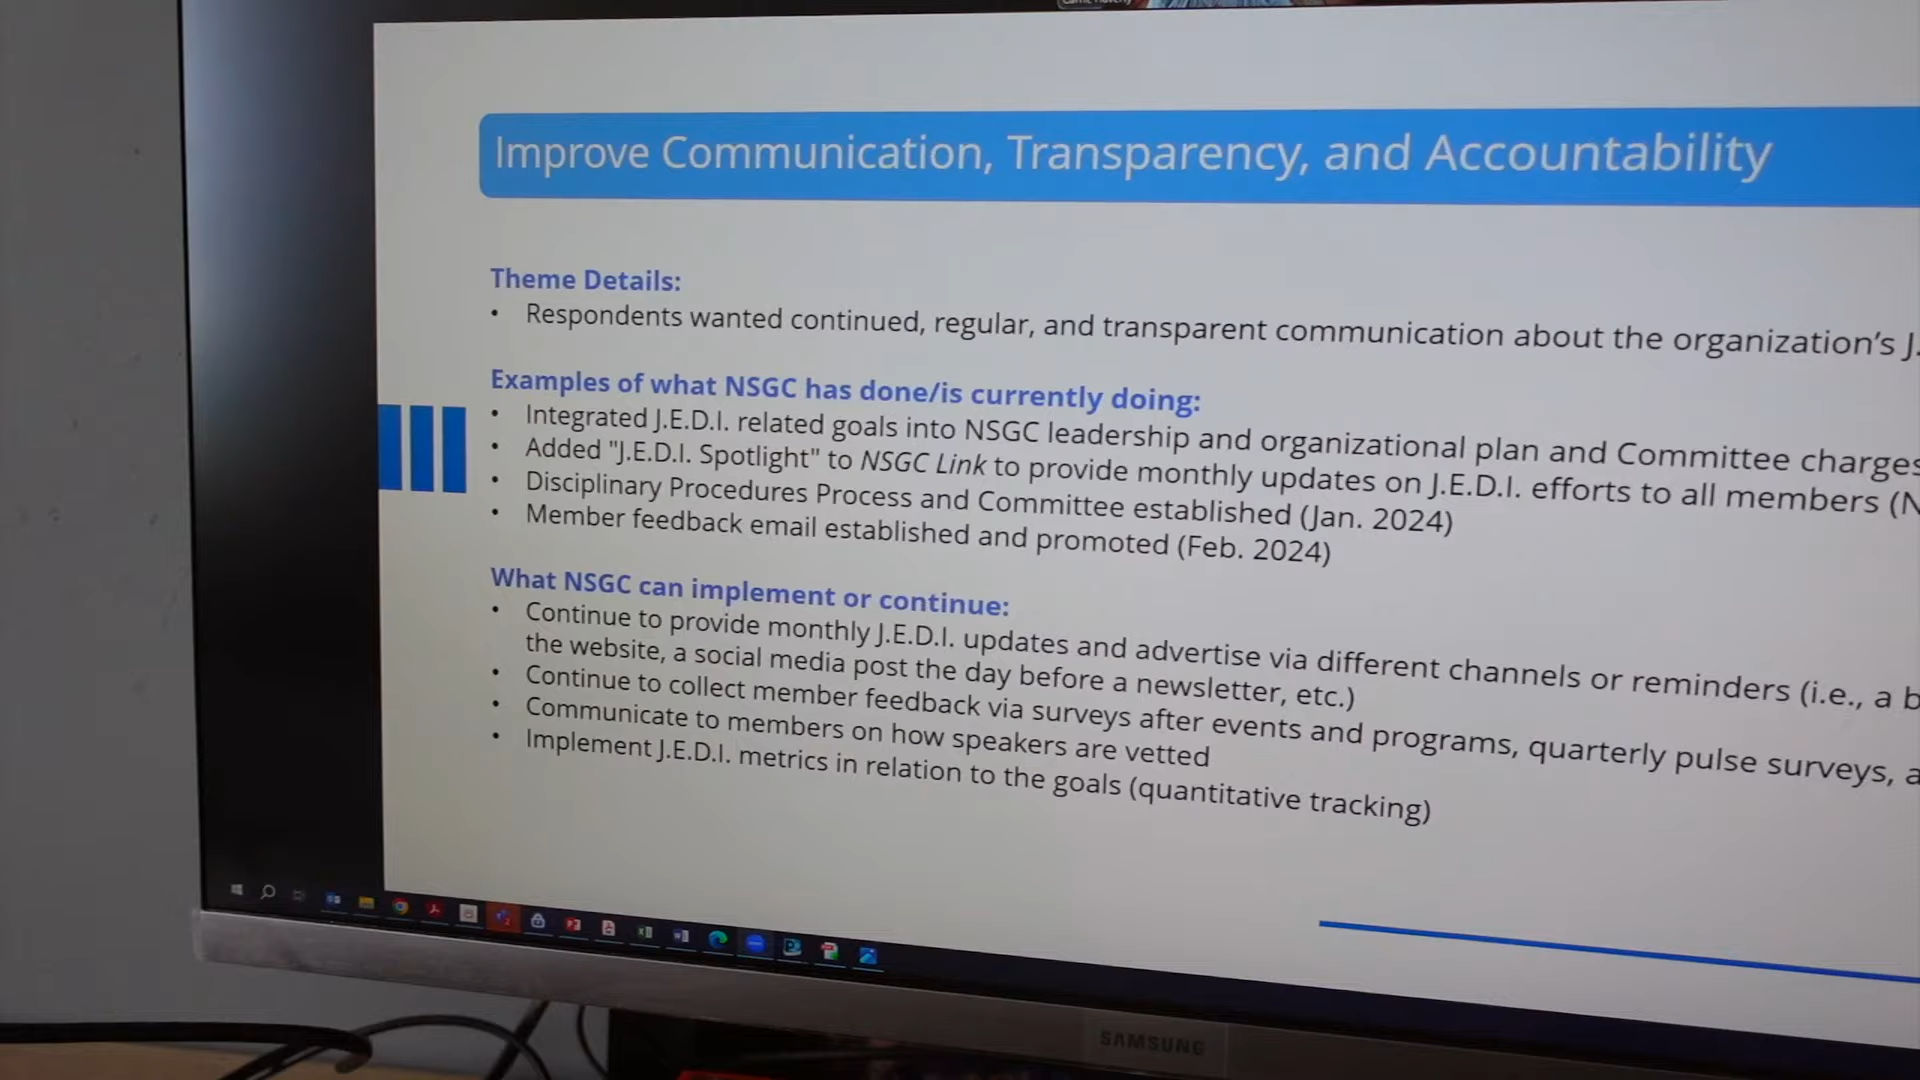 Improve Communication, Transparency, and Accountability
Theme Details:
• Respondents wanted continued, regular, and transparent communication about the organization's J.
Examples of what NSGC has done/is currently doing:
• Integrated J.E.D.I. related goals into NSGC leadership and organizational plan and Committee charges
• Added "J.E.D.I. Spotlight" to NSGC Link to provide monthly updates on J.E.D.I. efforts to all members (N
• Disciplinary Procedures Process and Committee established (Jan. 2024)
• Member feedback email established and promoted (Feb. 2024)
What NSGC can implement or continue:
• Continue to provide monthly J.E.D.I. updates and advertise via different channels or reminders (i.e., a b
the website, a social media post the day before a newsletter, etc.)
• Continue to collect member feedback via surveys after events and programs, quarterly pulse surveys, a
• Communicate to members on how speakers are vetted
• Implement J.E.D.I. metrics in relation to the goals (quantitative tracking)
SAMSUNG